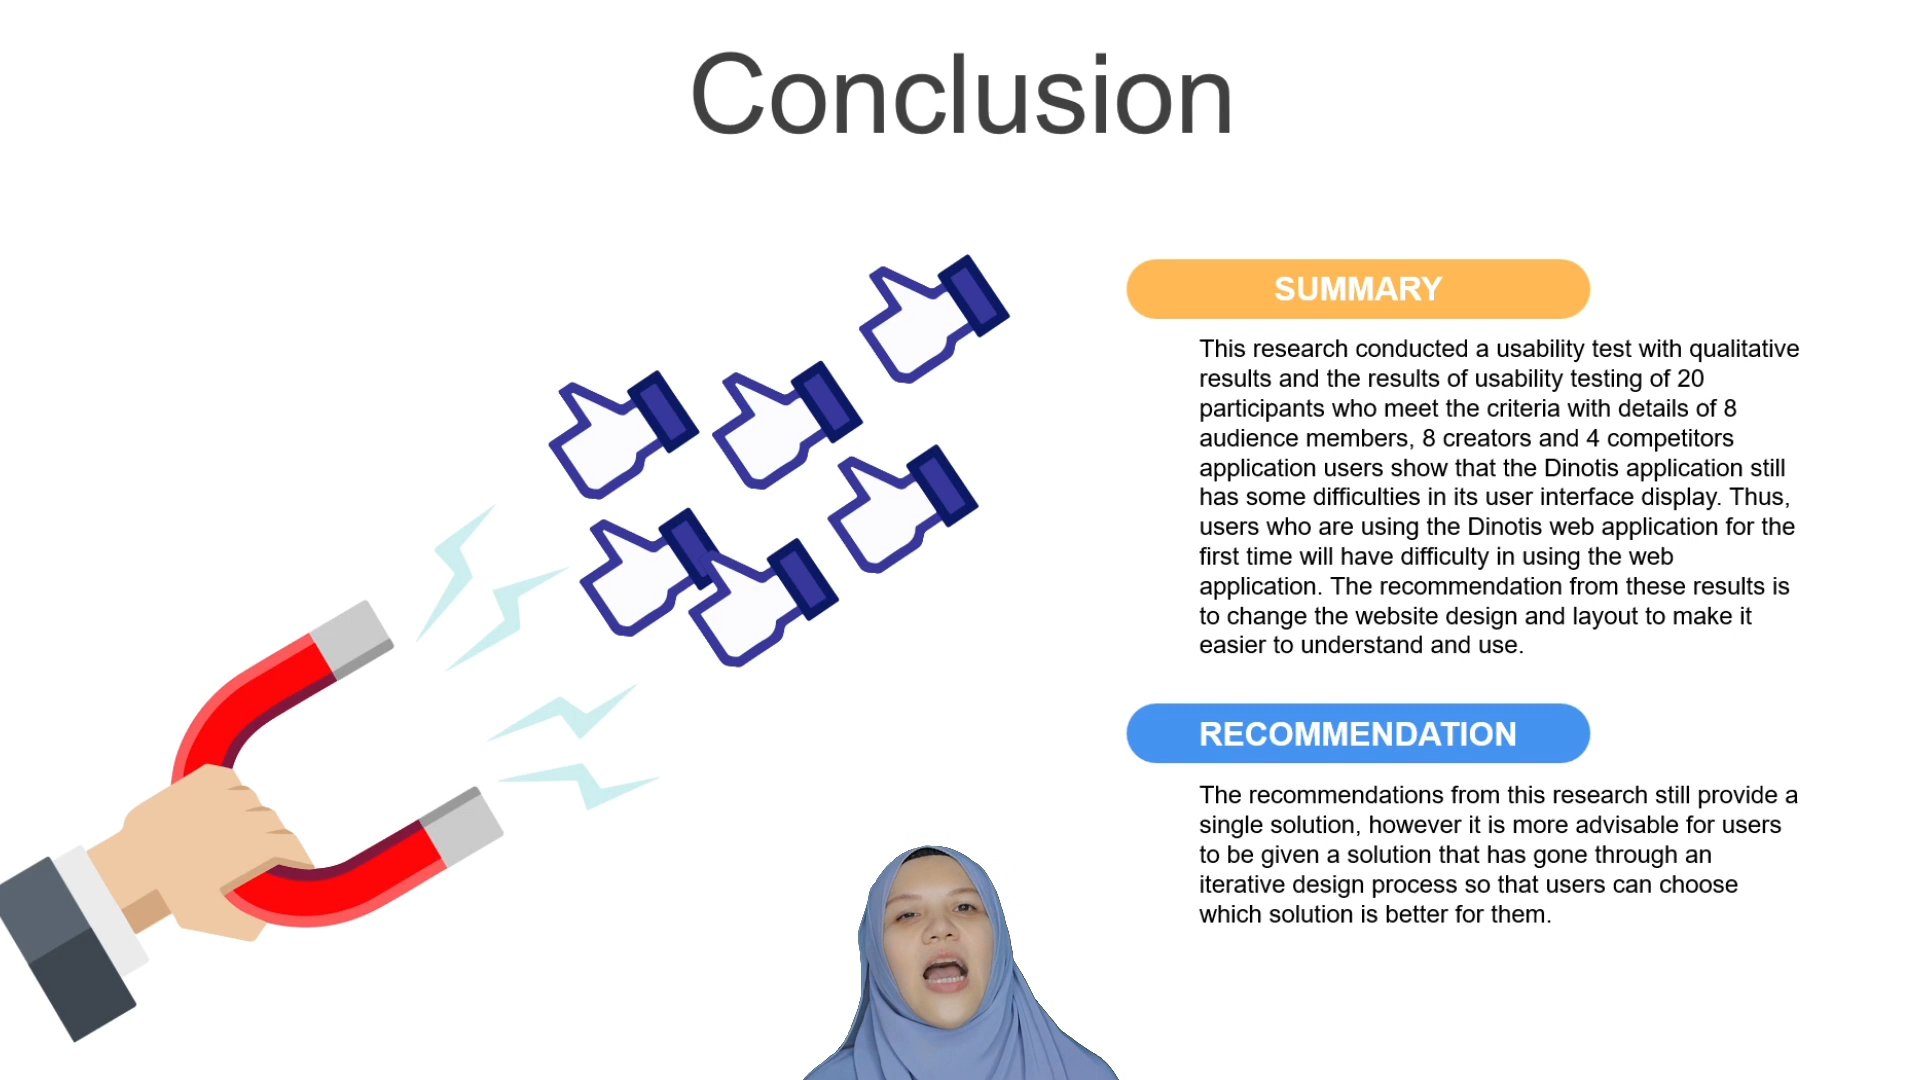 Conclusion
SUMMARY
This research conducted a usability test with qualitative
results and the results of usability testing of 20
participants who meet the criteria with details of 8
audience members, 8 creators and 4 competitors
application users show that the Dinotis application still
has some difficulties in its user interface display. Thus,
users who are using the Dinotis web application for the
first time will have difficulty in using the web
application. The recommendation from these results is
to change the website design and layout to make it
easier to understand and use.
RECOMMENDATION
The recommendations from this research still provide a
single solution, however it is more advisable for users
to be given a solution that has gone through an
iterative design process so that users can choose
which solution is better for them.